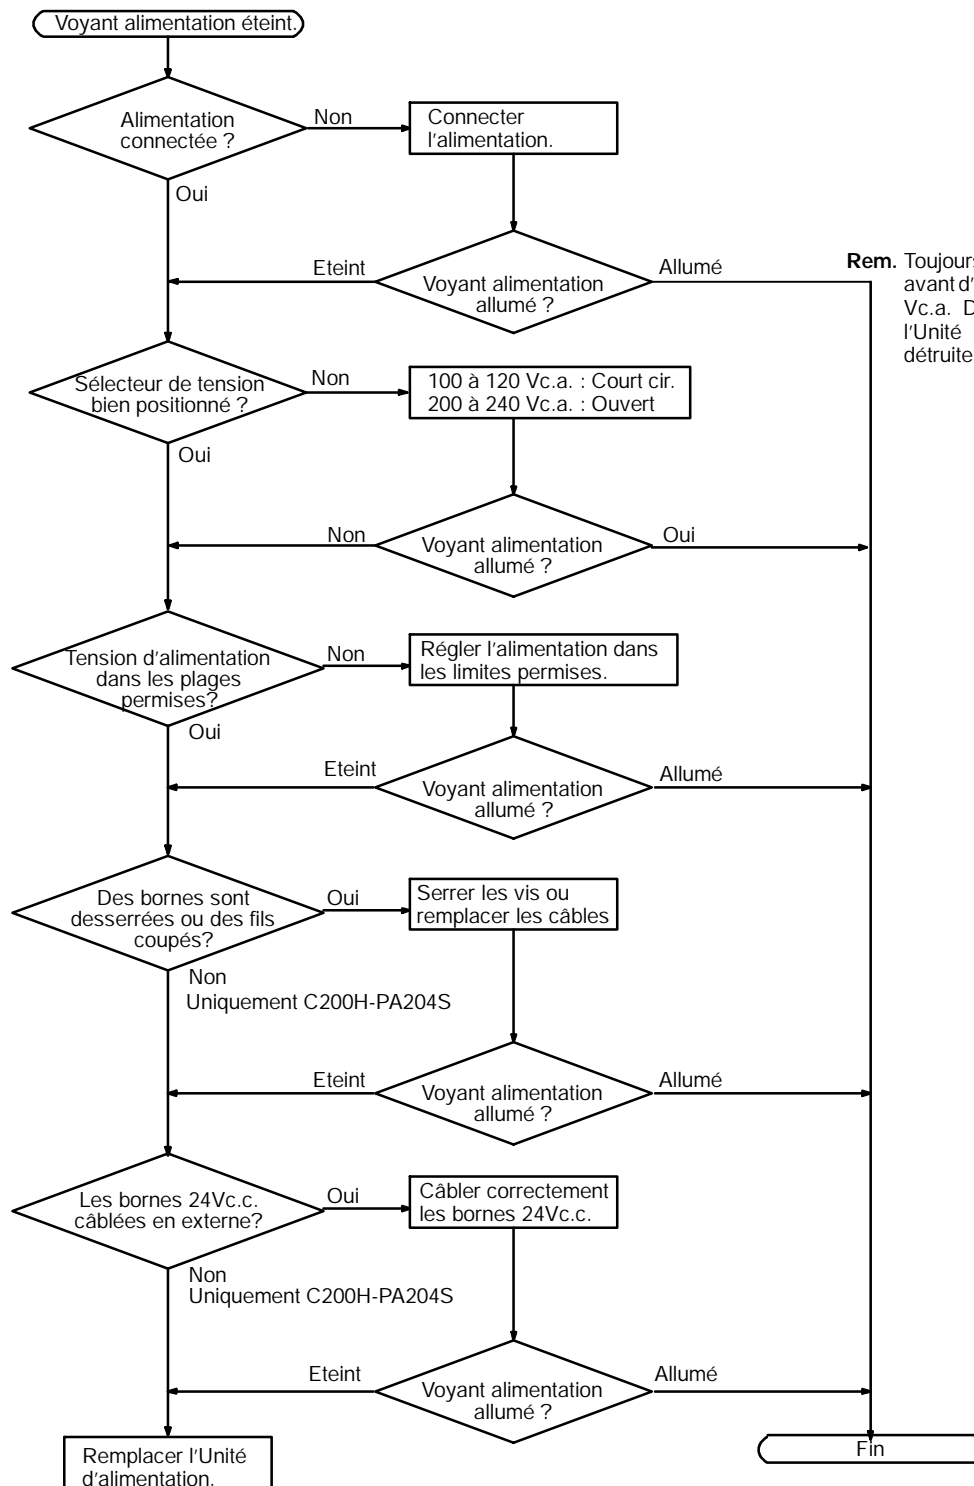 Voyant alimentation éteint.
Alimentation
connectée ?
Non
Connecter
l'alimentation.
Oui
Eteint
Voyant alimentation
allumé ?
Allumé
Rem. Toujours
avant d'
Vc.a. D
l'Unité
détruite
Sélecteur de tension
bien positionné ?
Non
100 à 120 Vc.a. : Court cir.
200 à 240 Vc.a. : Ouvert
Oui
Non
Voyant alimentation
allumé ?
Oui
Tension d'alimentation
dans les plages
permises?
Non
Régler l'alimentation dans
les limites permises.
Oui
Eteint
Voyant alimentation
allumé ?
Allumé
Des bornes sont
desserrées ou des fils
coupés?
Oui
Serrer les vis ou
remplacer les câbles
Non
Uniquement C200H-PA204S
Eteint
Voyant alimentation
allumé ?
Allumé
Les bornes 24Vc.c.
câblées en externe?
Oui
Câbler correctement
les bornes 24Vc.c.
Non
Uniquement C200H-PA204S
Eteint
Voyant alimentation
allumé ?
Allumé
Remplacer l'Unité
d'alimentation.
Fin